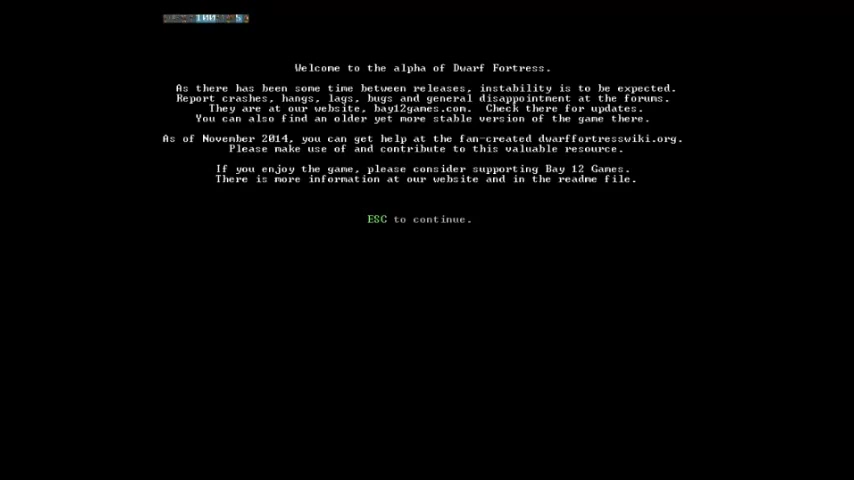 Welcome to the alpha of Dwarf Fortress.
As there has been some time between releases, instability is to be expected.
Report crashes, hangs, lags, bugs and general disappointment at the forums.
They are at our website, bay12games.com. Check there for updates.
You can also find an older yet more stable version of the game there.
As of November 2014, you can get help at the fan-created dwarffortresswiki.org.
Please make use of and contribute to this valuable resource.
If you enjoy the game, please consider supporting Bay 12 Games.
There is more information at our website and in the readme file.
ESC to continue.